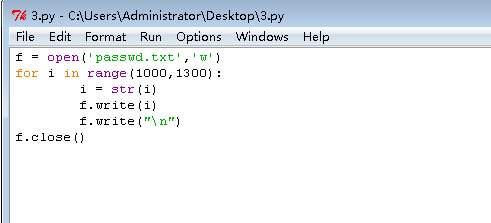 3.py - C:\Users\Administrator\Desktop\3.py
File Edit Format Run Options Windows Help
f = open('passwd.txt','w')
for i in range(1000,1300):
        i = str(i)
        f.write(i)
        f.write("\n")
f.close()